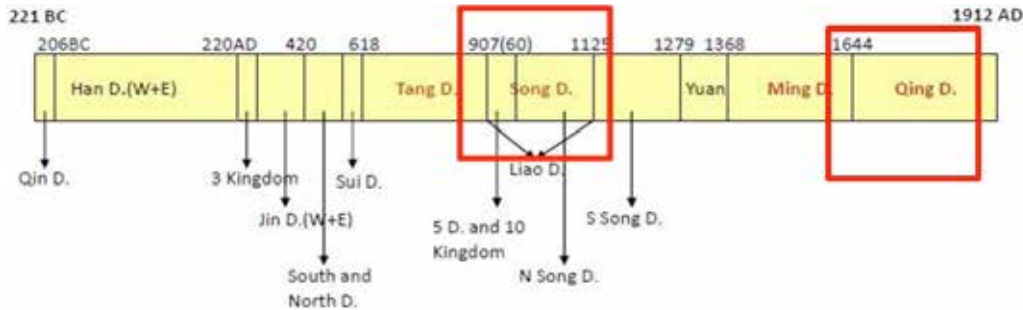 221 BC
1912 AD
206BC
220AD
420
618
907(60)
1125
1279
1368
1644
Han D.(W+E)
Tang D.
Song D.
Yuan
Ming D.
Qing D.
Qin D.
3 Kingdom
Sui D.
Liao D.
Jin D.(W+E)
5 D. and 10
Kingdom
S Song D.
South and
North D.
N Song D.